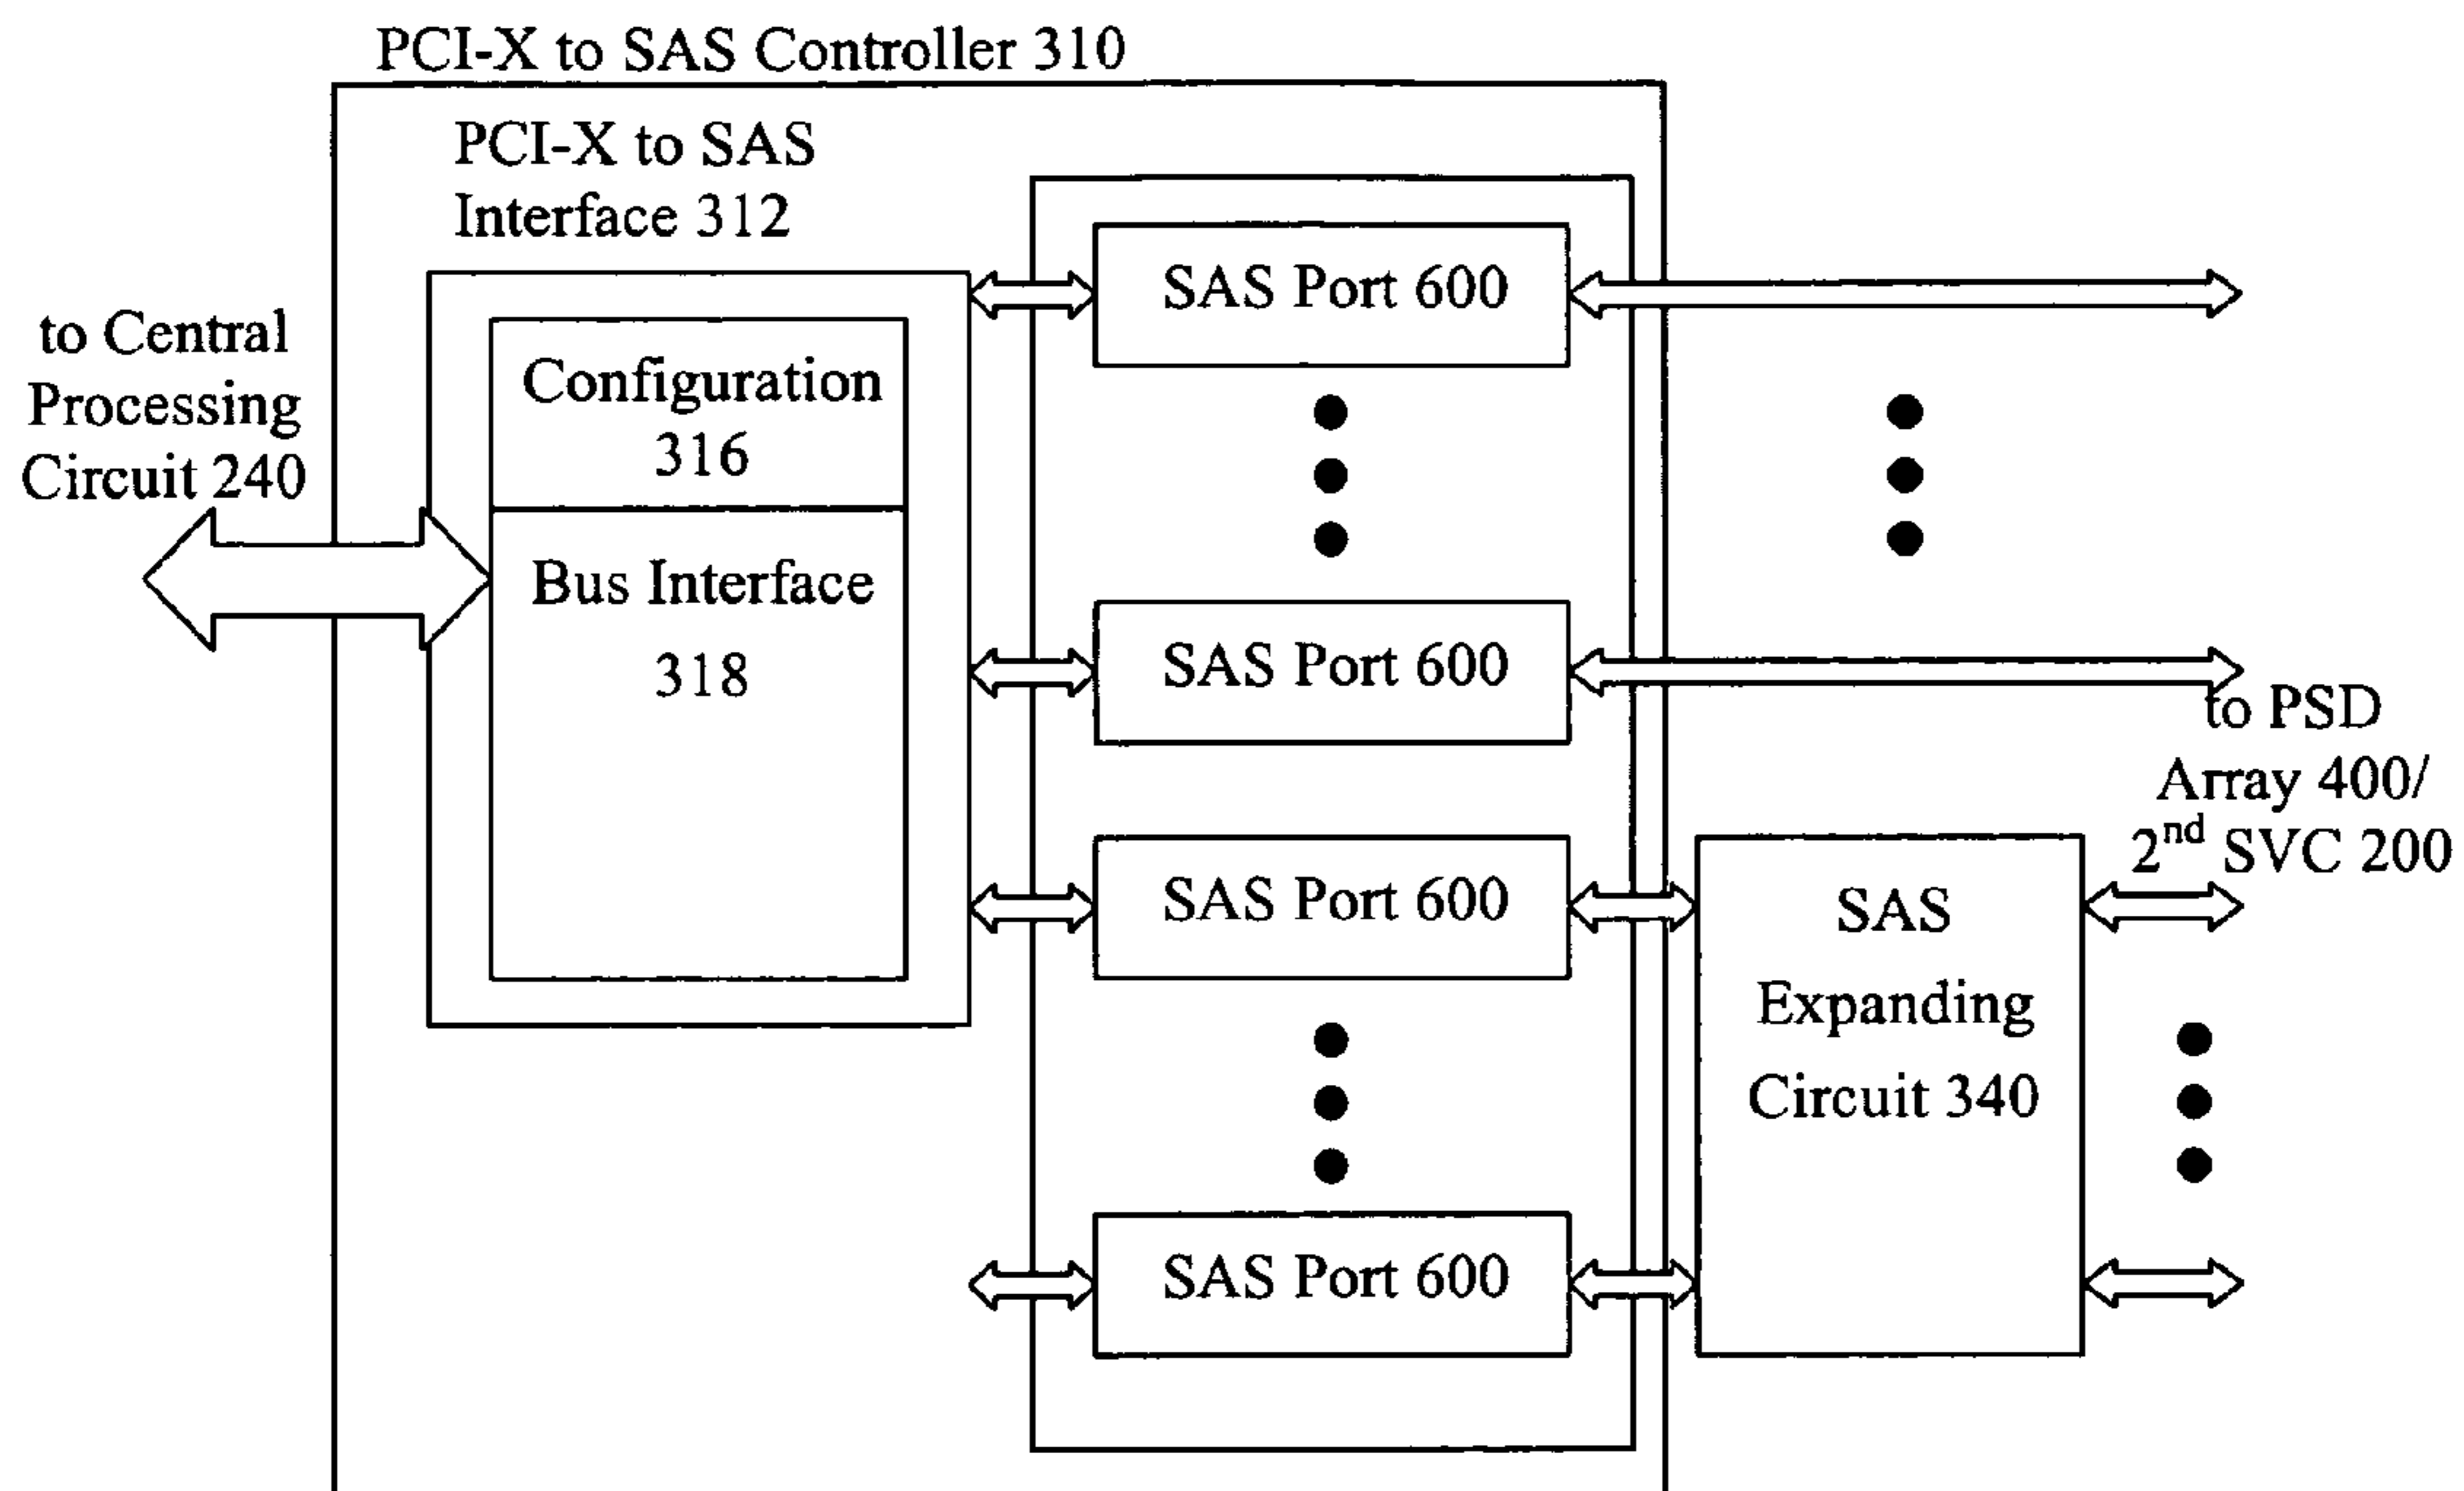 PCI-X to SAS Controller 310
PCI-X to SAS
Interface 312
to Central
Processing
Circuit 240
Configuration
316
Bus Interface
318
SAS Port 600
SAS Port 600
SAS Port 600
SAS Port 600
to PSD
Array 400/
2nd SVC 200
SAS
Expanding
Circuit 340